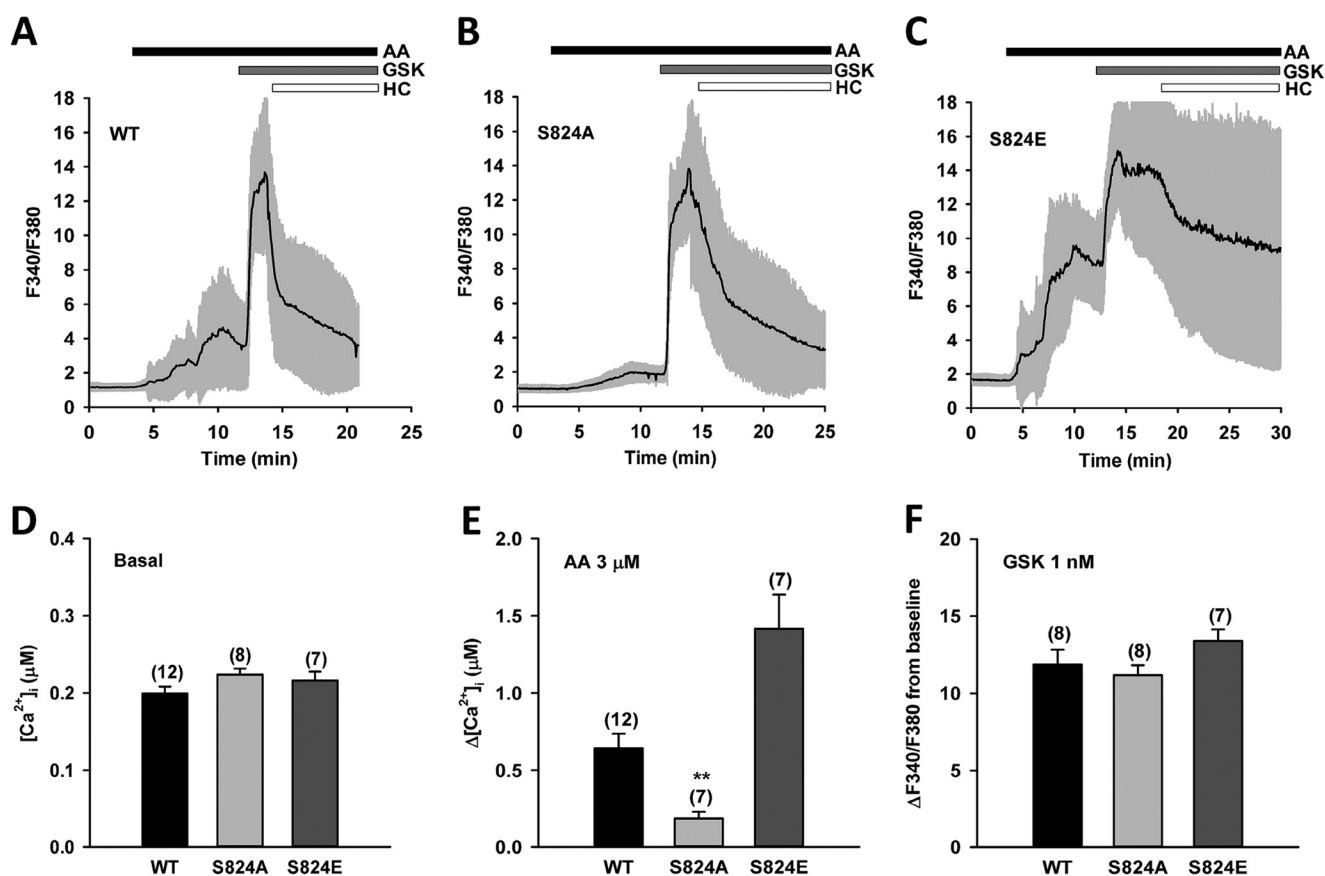 A
AA
GSK
HC
WT
18
16
14
12
10
8
6
4
2
0
F340/F380
0 5 10 15 20 25
Time (min)
B
AA
GSK
HC
S824A
18
16
14
12
10
8
6
4
2
0
F340/F380
0 5 10 15 20 25
Time (min)
C
AA
GSK
HC
S824E
18
16
14
12
10
8
6
4
2
0
F340/F380
0 5 10 15 20 25 30
Time (min)
D
Basal
0.4
0.3
0.2
0.1
0.0
[Ca²⁺]ᵢ (μM)
(12) (8) (7)
WT S824A S824E
E
AA 3 μM
2.0
1.5
1.0
0.5
0.0
Δ[Ca²⁺]ᵢ (μM)
(12)
**
(7)
(7)
WT S824A S824E
F
GSK 1 nM
20
15
10
5
0
ΔF340/F380 from baseline
(8) (8) (7)
WT S824A S824E